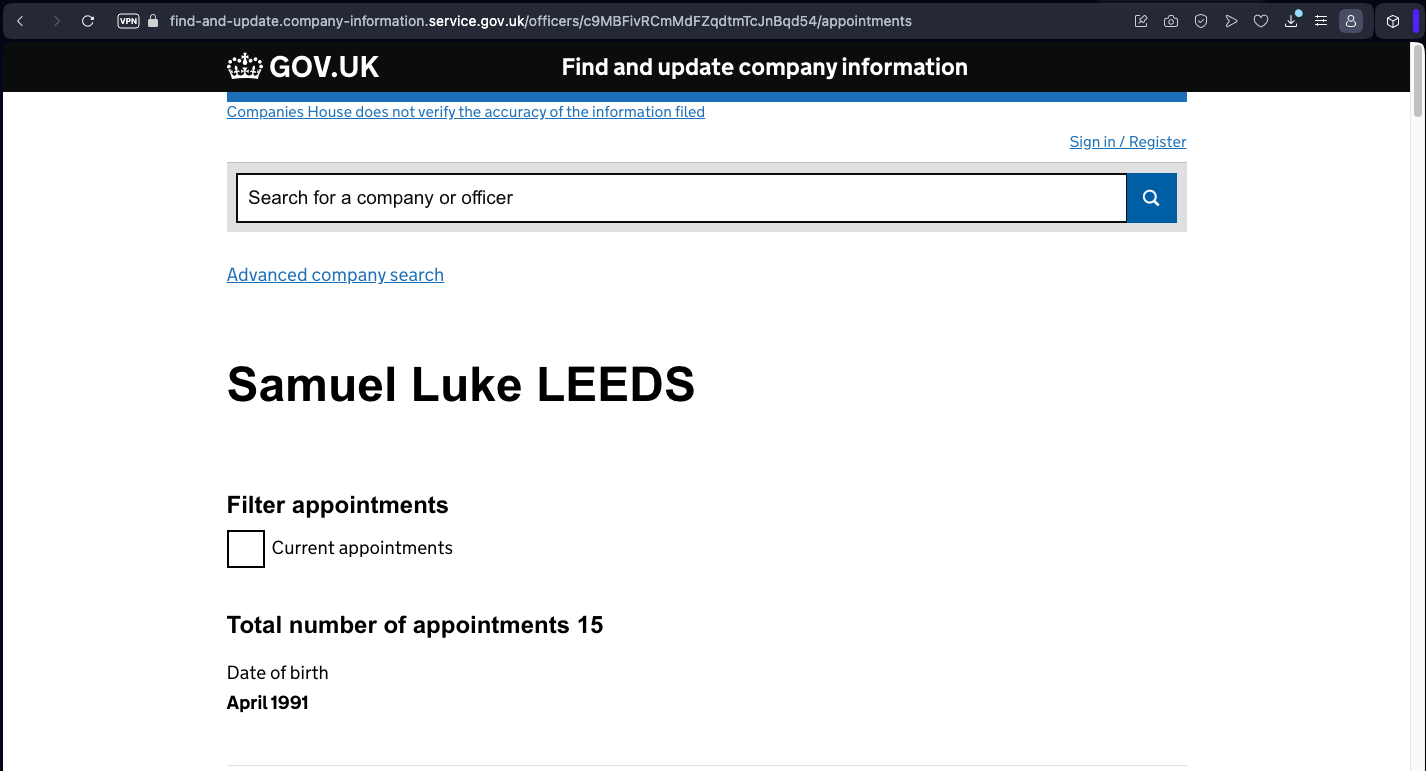 VPN find-and-update.company-information.service.gov.uk/officers/c9MBFivRCmMdFZqdtmTcJnBqd54/appointments
GOV.UK Find and update company information
Companies House does not verify the accuracy of the information filed
Sign in / Register
Search for a company or officer
Advanced company search
Samuel Luke LEEDS
Filter appointments
Current appointments
Total number of appointments 15
Date of birth
April 1991